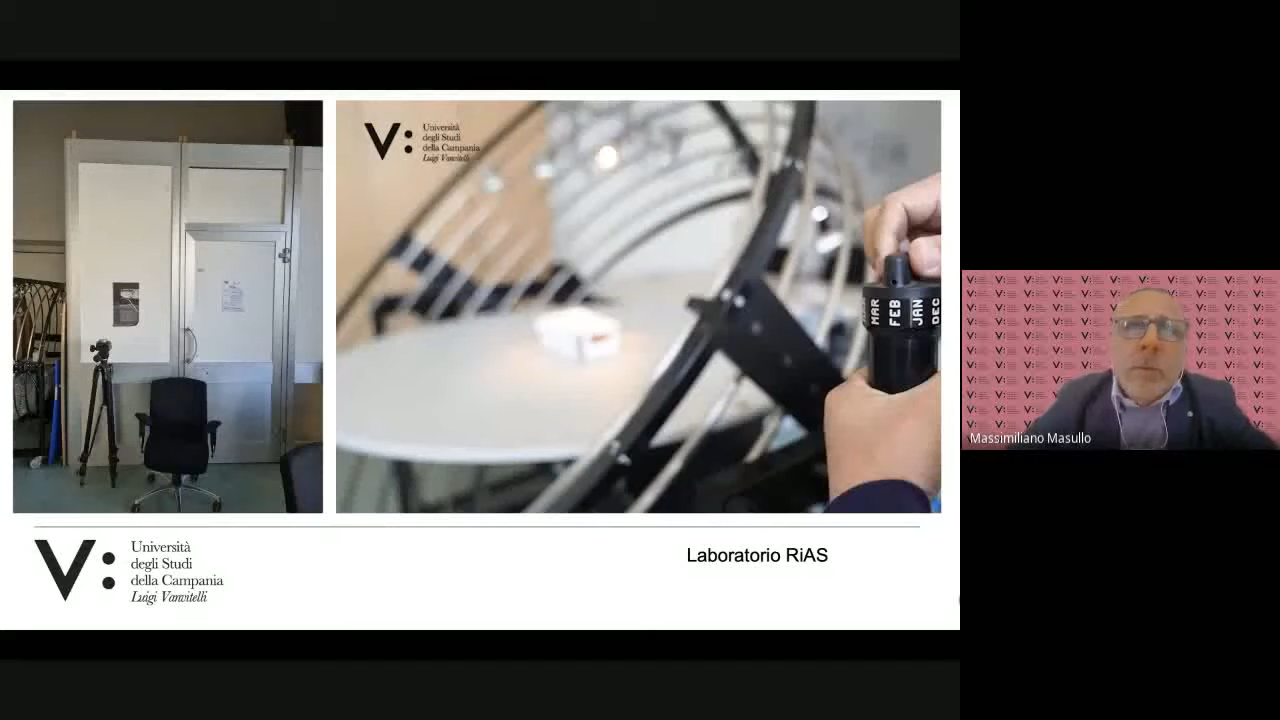 V:
Università
degli Studi
della Campania
Luigi Vanvitelli
MAR
FEB
JAN
DEC
V:
Università
degli Studi
della Campania
Luigi Vanvitelli
Laboratorio RiAS
Massimiliano Masullo